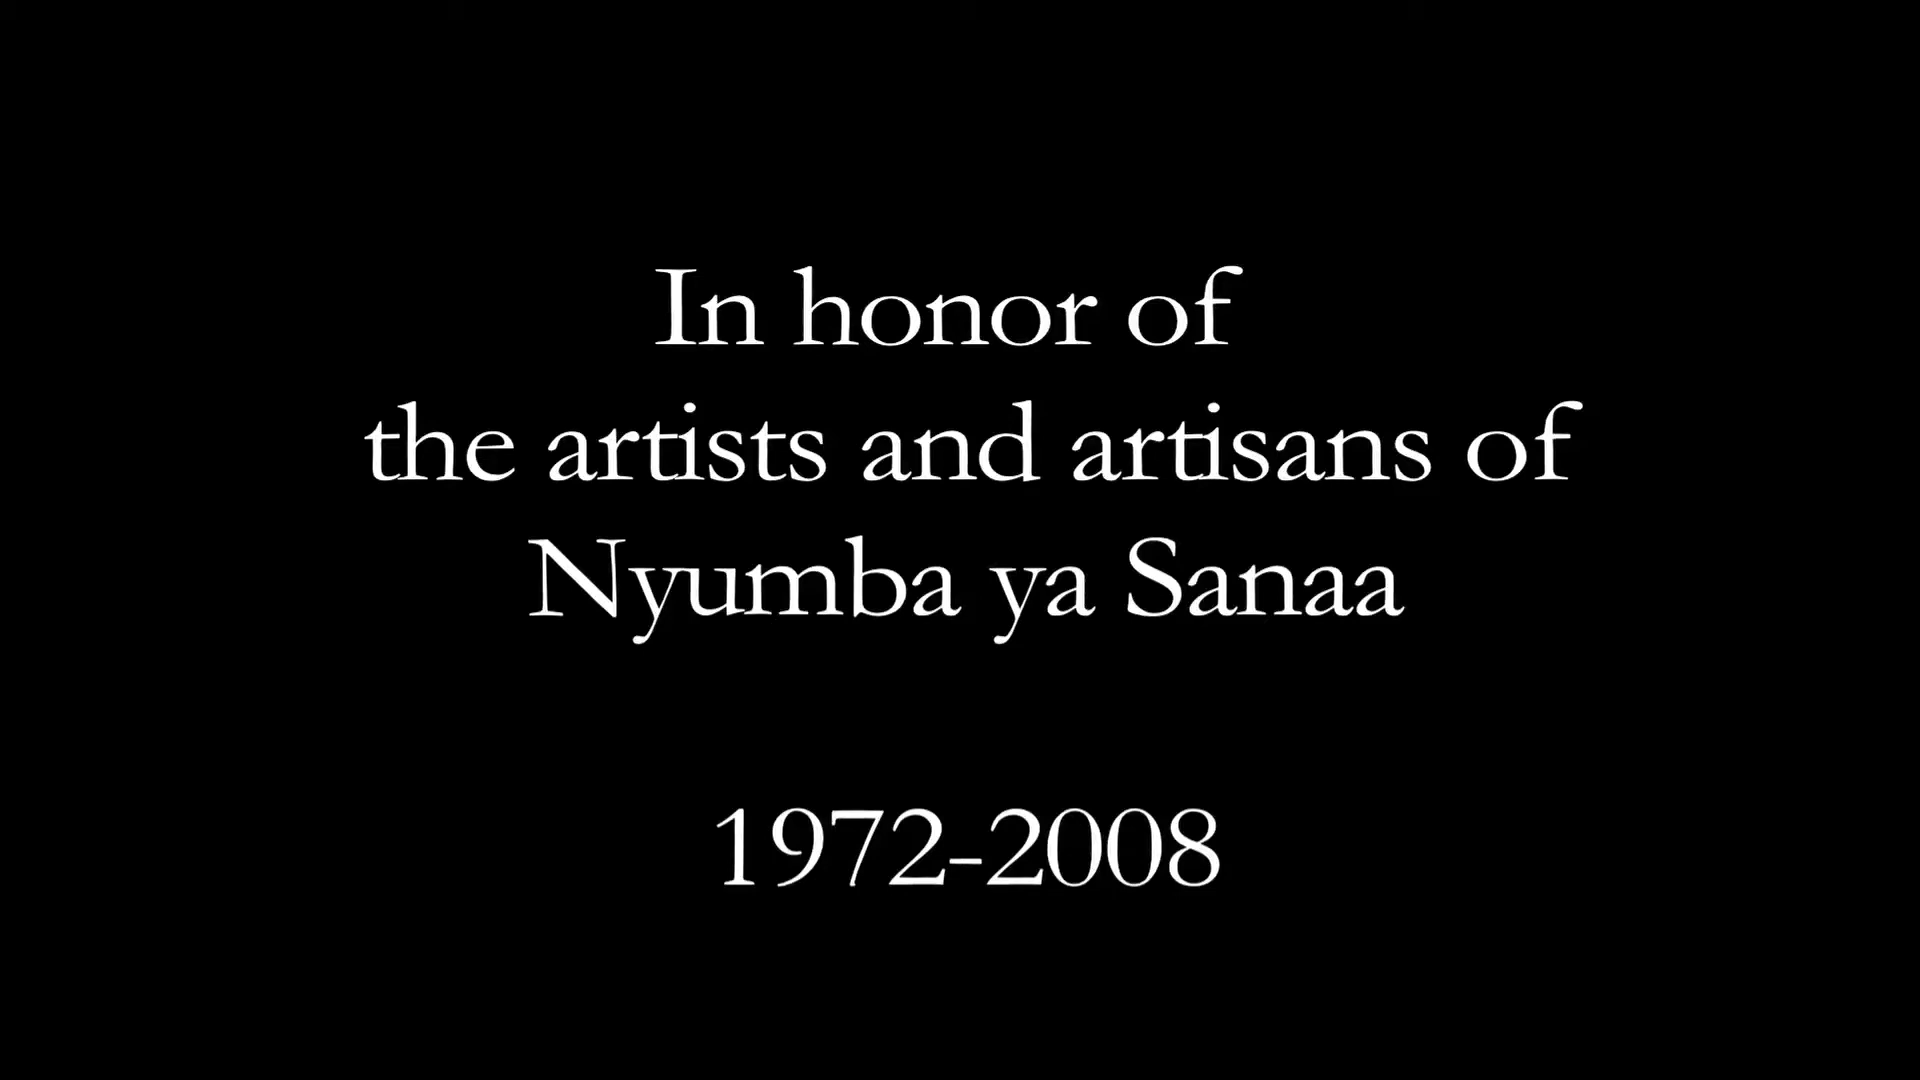 In honor of
the artists and artisans of
Nyumba ya Sanaa
1972-2008